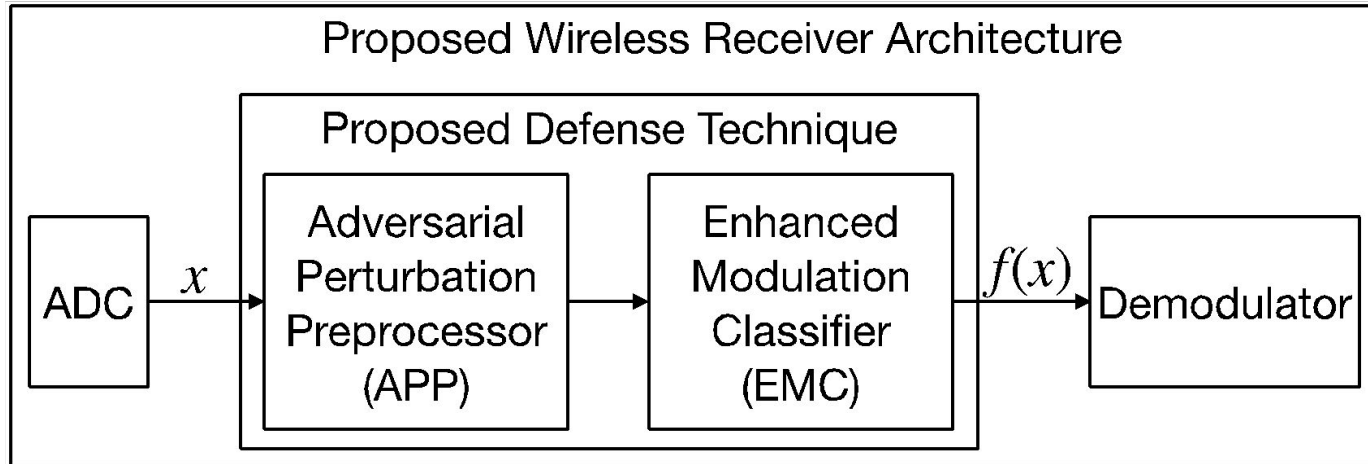 Proposed Wireless Receiver Architecture
Proposed Defense Technique
ADC
x
Adversarial
Perturbation
Preprocessor
(APP)
Enhanced
Modulation
Classifier
(EMC)
f(x)
Demodulator